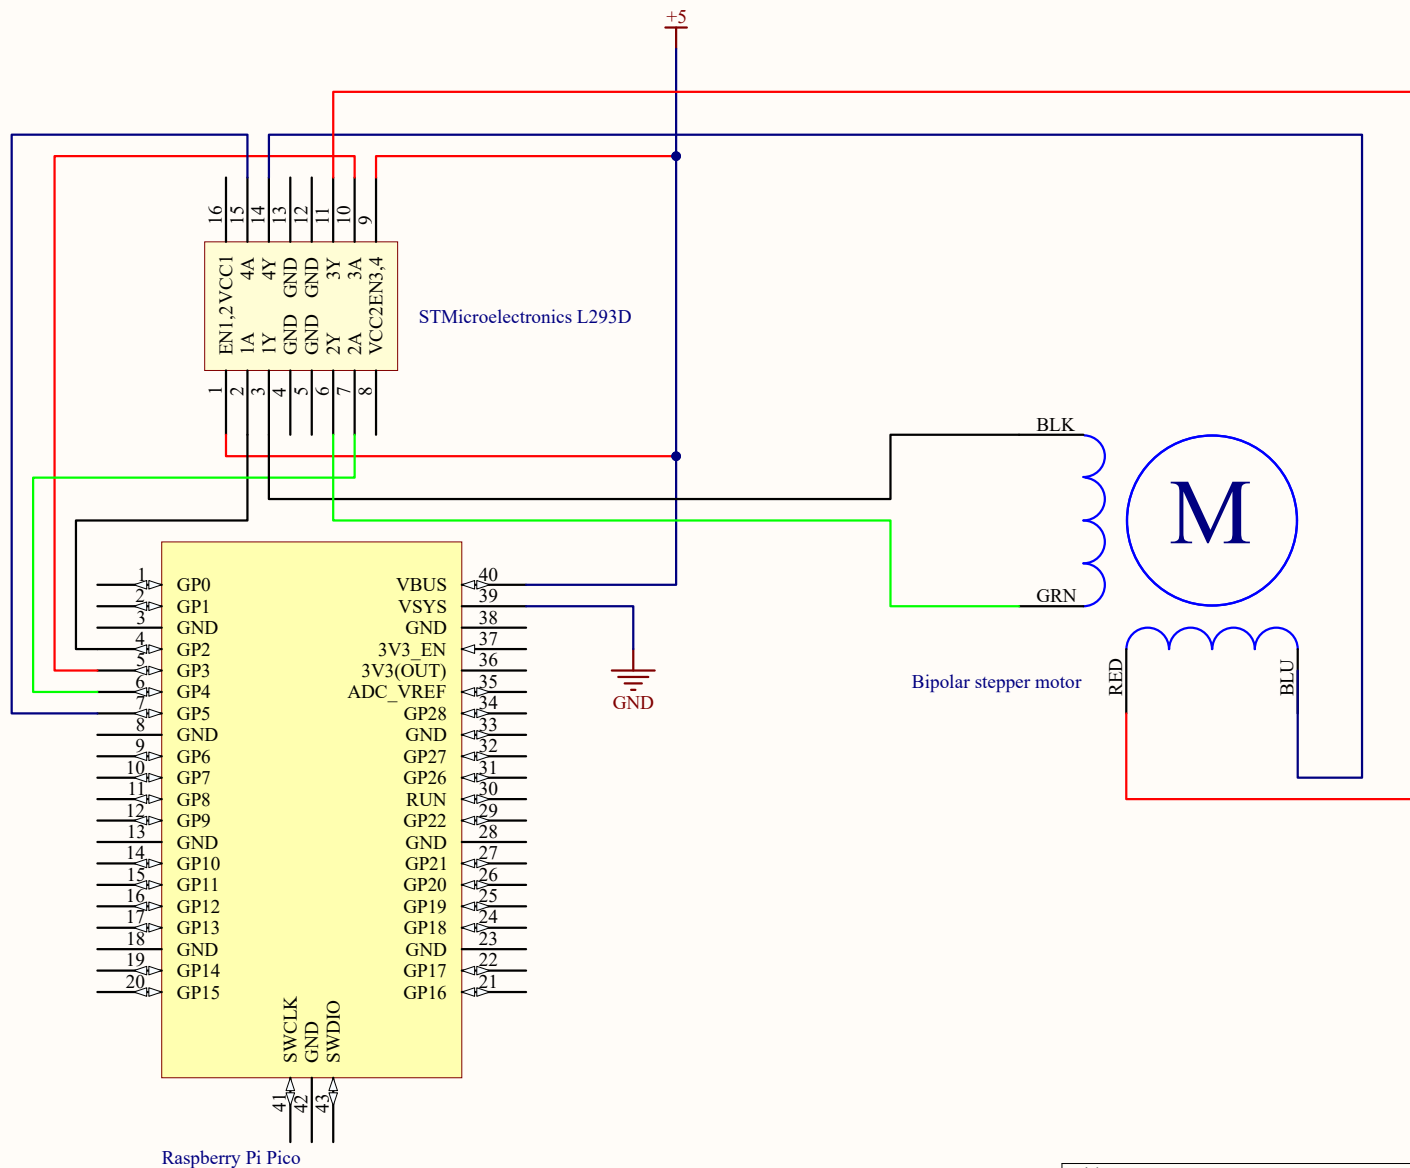 +5
16
15
14
13
12
11
10
9
VCC1
4A
4Y
GND
GND
3Y
3A
EN3,4
EN1,2
1A
1Y
GND
GND
2Y
2A
VCC2
1
2
3
4
5
6
7
8
STMicroelectronics L293D
BLK
GRN
M
RED
BLU
Bipolar stepper motor
1 GP0
2 GP1
3 GND
4 GP2
5 GP3
6 GP4
7 GP5
8 GND
9 GP6
10 GP7
11 GP8
12 GP9
13 GND
14 GP10
15 GP11
16 GP12
17 GP13
18 GND
19 GP14
20 GP15
VBUS 40
VSYS 39
GND 38
3V3_EN 37
3V3(OUT) 36
ADC_VREF 35
GP28 34
GND 33
GP27 32
GP26 31
RUN 30
GP22 29
GND 28
GP21 27
GP20 26
GP19 25
GP18 24
GND 23
GP17 22
GP16 21
GND
SWCLK
GND
SWDIO
41
42
43
Raspberry Pi Pico